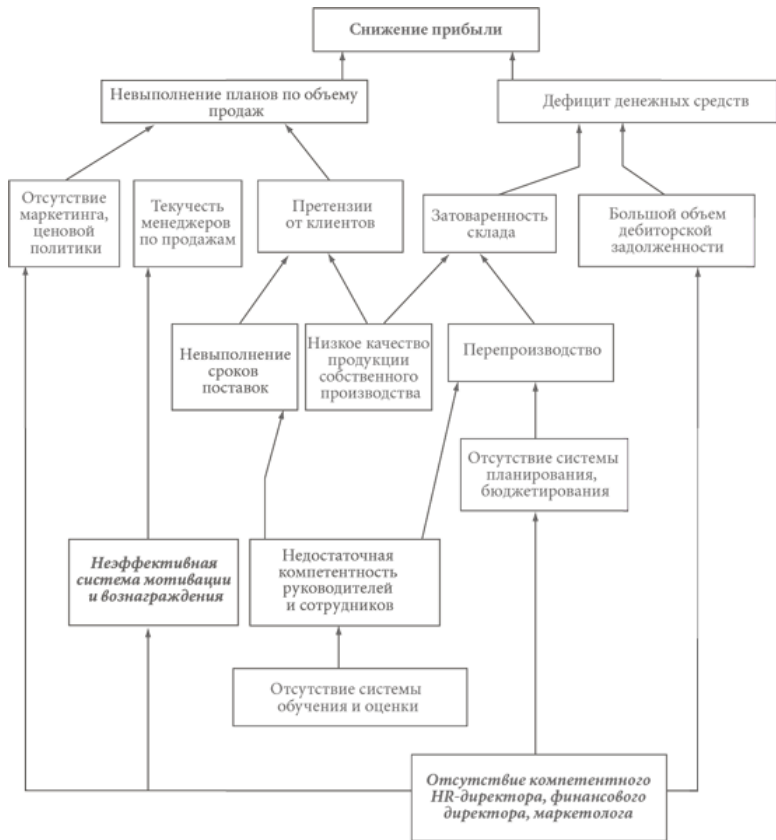 Снижение прибыли
Невыполнение планов по объему
продаж
Дефицит денежных средств
Отсутствие
маркетинга,
ценовой
политики
Текучесть
менеджеров
по продажам
Претензии
от клиентов
Затоваренность
склада
Большой объем
дебиторской
задолженности
Невыполнение
сроков
поставок
Низкое качество
продукции
собственного
производства
Перепроизводство
Отсутствие системы
планирования,
бюджетирования
Неэффективная
система мотивации
и вознаграждения
Недостаточная
компетентность
руководителей
и сотрудников
Отсутствие системы
обучения и оценки
Отсутствие компетентного
HR-директора, финансового
директора, маркетолога